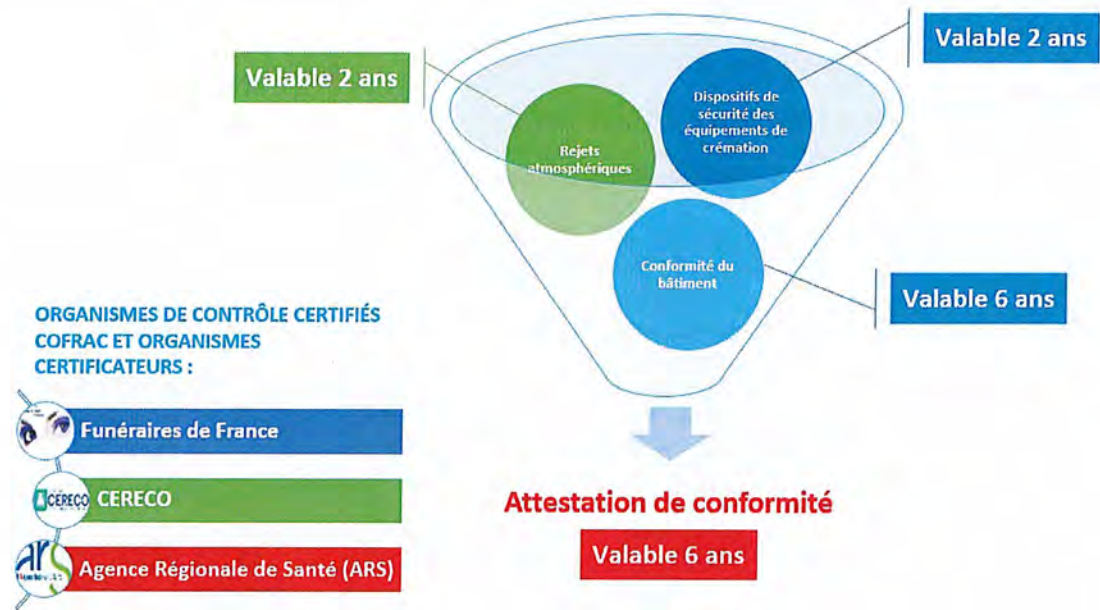 Valable 2 ans
Valable 2 ans
Dispositifs de
sécurité des
équipements de
crémation
Rejets
atmosphériques
Conformité du
bâtiment
Valable 6 ans
ORGANISMES DE CONTRÔLE CERTIFIÉS
COFRAC ET ORGANISMES
CERTIFICATEURS :
Funéraires de France
CERECO
CERECO
ars
Agence Régionale de Santé (ARS)
Attestation de conformité
Valable 6 ans